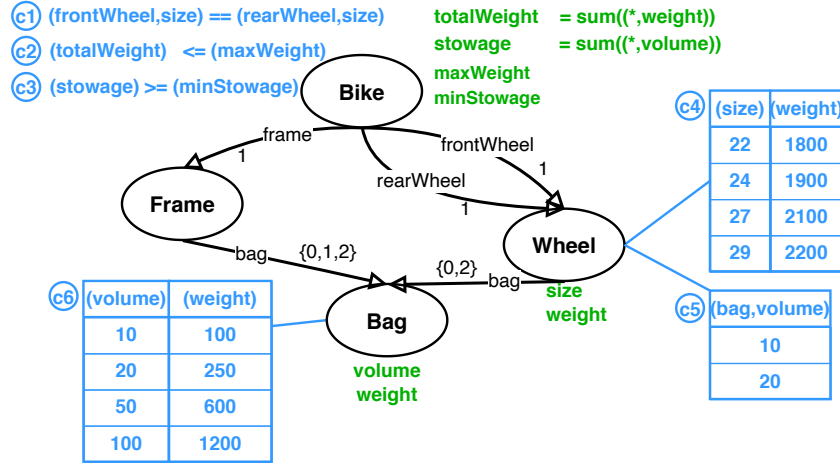 c1 (frontWheel,size) == (rearWheel,size)
c2 (totalWeight) <= (maxWeight)
c3 (stowage) >= (minStowage)
totalWeight = sum((*,weight))
stowage = sum((*,volume))
maxWeight
minStowage
Bike
frame
1
frontWheel
1
rearWheel
1
Frame
Wheel
size
weight
bag
{0,1,2}
{0,2}
bag
Bag
volume
weight
c4
(size) (weight)
22 1800
24 1900
27 2100
29 2200
c5
(bag,volume)
10
20
c6
(volume) (weight)
10 100
20 250
50 600
100 1200